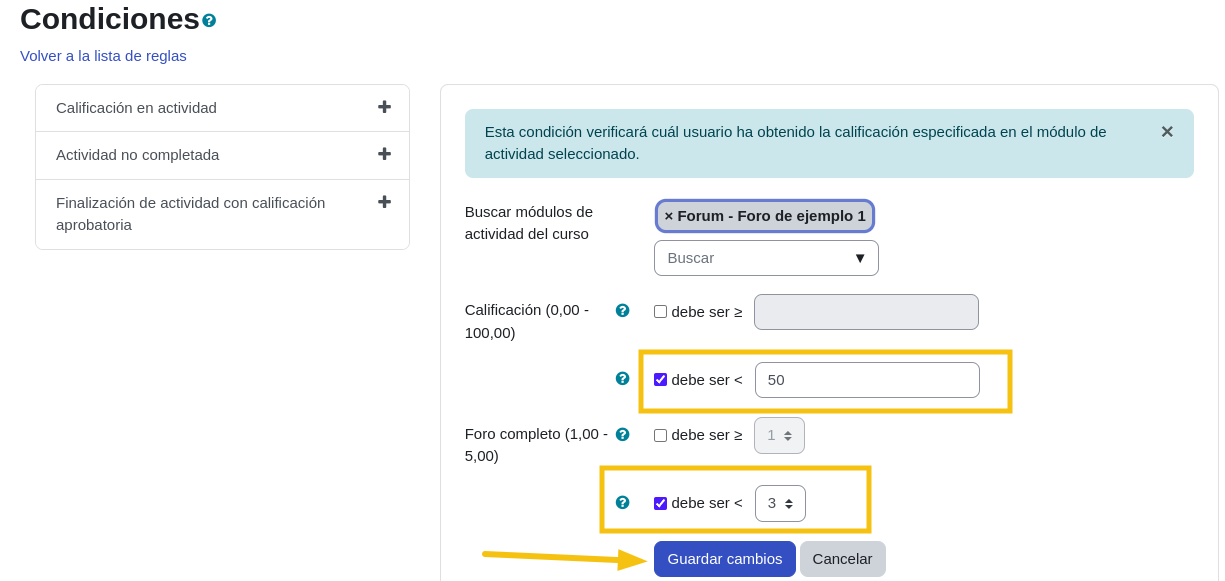 Condiciones
Volver a la lista de reglas
Calificación en actividad
Actividad no completada
Finalización de actividad con calificación
aprobatoria
Esta condición verificará cuál usuario ha obtenido la calificación especificada en el módulo de
actividad seleccionado.
Buscar módulos de
actividad del curso
× Forum - Foro de ejemplo 1
Buscar
Calificación (0,00 -
100,00)
debe ser ≥
debe ser < 50
Foro completo (1,00 -
5,00)
debe ser ≥ 1
debe ser < 3
Guardar cambios Cancelar